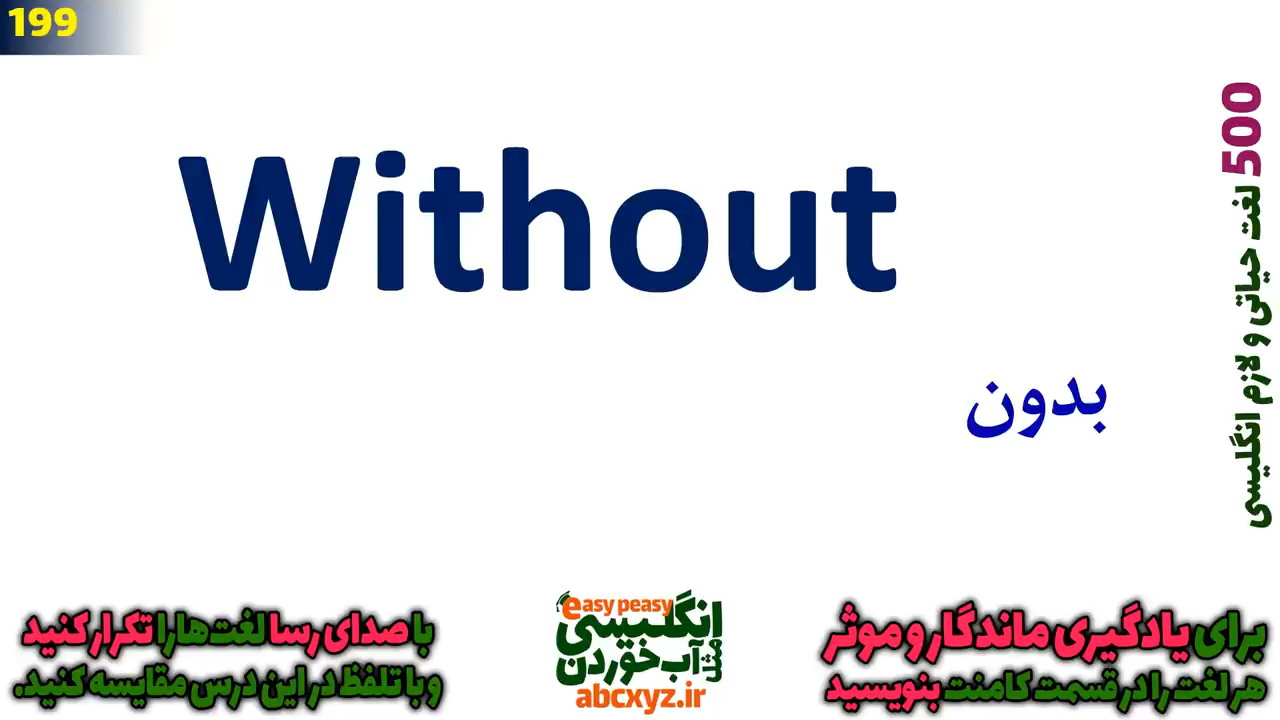 199
Without
بدون
500 لغت حیاتی و لازم انگلیسی
برای یادگیری ماندگار و موثر
هر لغت را در قسمت کامنت بنویسید
easy peasy
انگلیسی
مثل
آب خوردن
abcxyz.ir
با صدای رسا لغت‌ها را تکرار کنید
و با تلفظ در این درس مقایسه کنید.